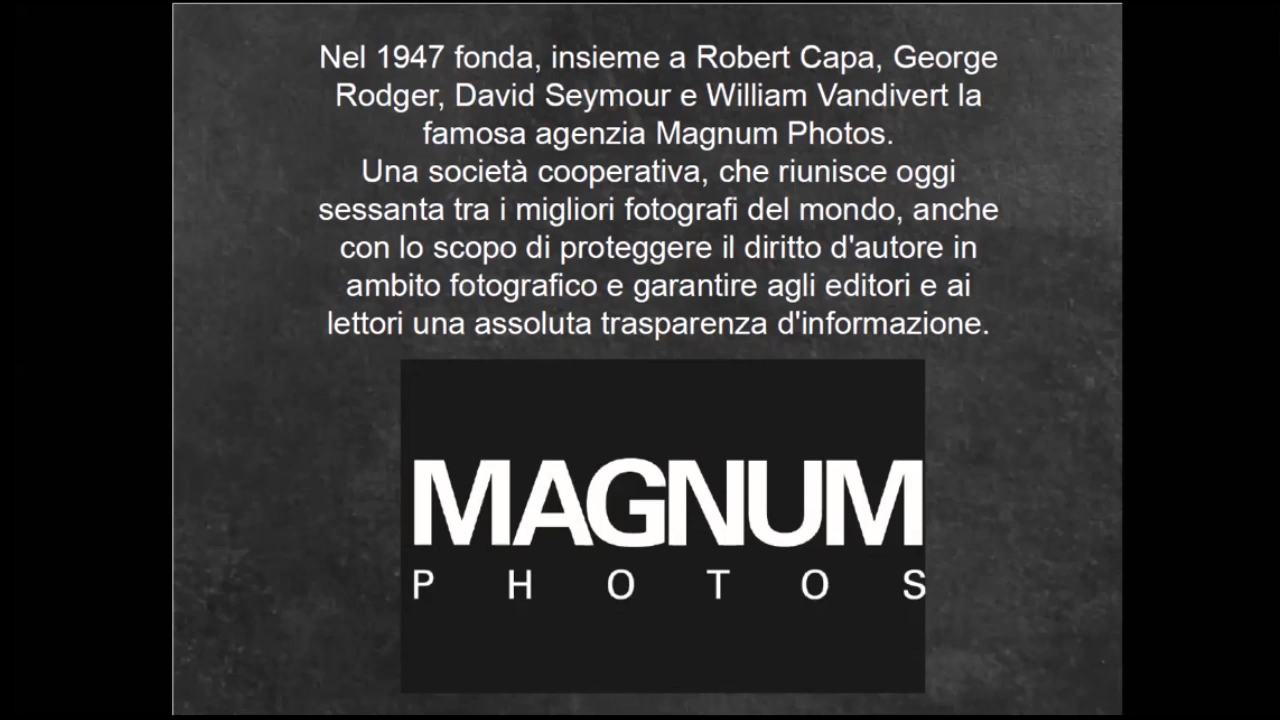 Nel 1947 fonda, insieme a Robert Capa, George
Rodger, David Seymour e William Vandivert la
famosa agenzia Magnum Photos.
Una società cooperativa, che riunisce oggi
sessanta tra i migliori fotografi del mondo, anche
con lo scopo di proteggere il diritto d'autore in
ambito fotografico e garantire agli editori e ai
lettori una assoluta trasparenza d'informazione.
MAGNUM
PHOTOS